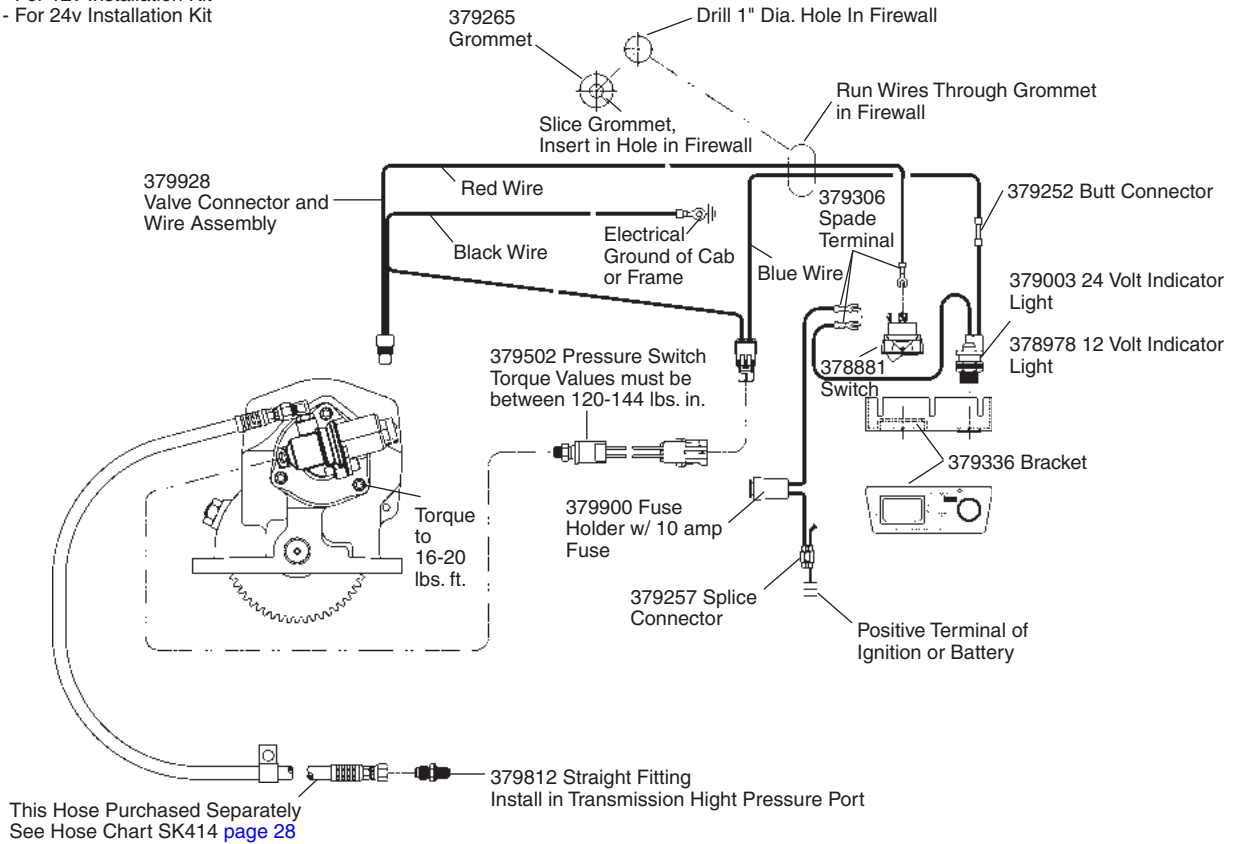 - For 12v Installation Kit
- For 24v Installation Kit
379265
Grommet
Drill 1" Dia. Hole In Firewall
Run Wires Through Grommet
in Firewall
Slice Grommet,
Insert in Hole in Firewall
379928
Valve Connector and
Wire Assembly
Red Wire
379306
Spade
Terminal
379252 Butt Connector
Black Wire
Electrical
Ground of Cab
or Frame
Blue Wire
379003 24 Volt Indicator
Light
378978 12 Volt Indicator
Light
379502 Pressure Switch
Torque Values must be
between 120-144 lbs. in.
378881
Switch
379336 Bracket
Torque
to
16-20
lbs. ft.
379900 Fuse
Holder w/ 10 amp
Fuse
379257 Splice
Connector
Positive Terminal of
Ignition or Battery
379812 Straight Fitting
Install in Transmission Hight Pressure Port
This Hose Purchased Separately
See Hose Chart SK414 page 28